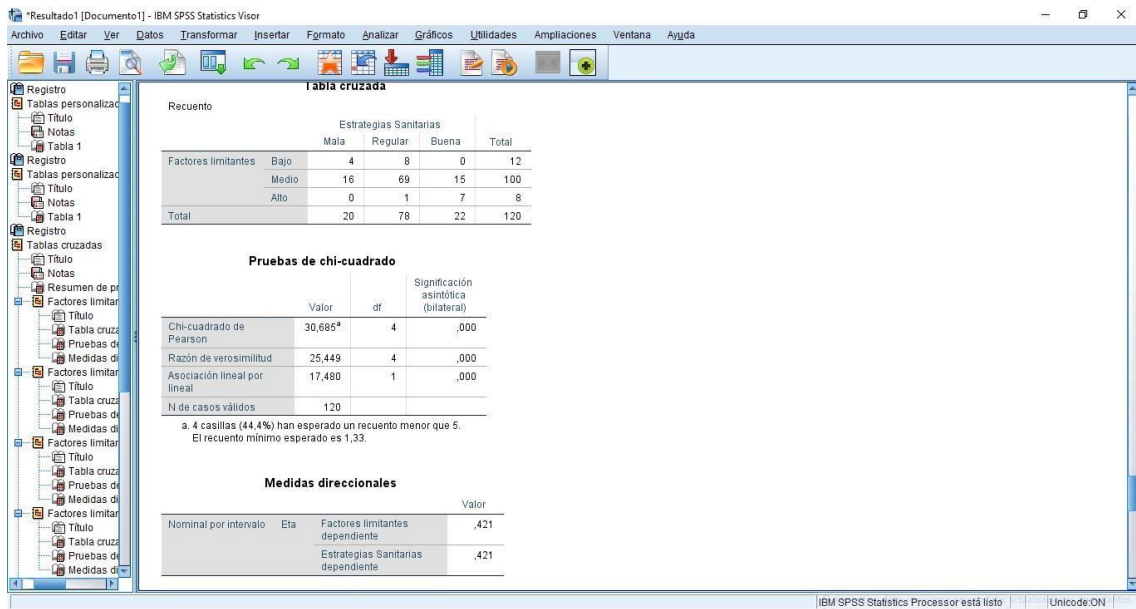 *Resultado1 [Documento1] - IBM SPSS Statistics Visor
Archivo Editar Ver Datos Transformar Insertar Formato Analizar Gráficos Utilidades Ampliaciones Ventana Ayuda
Registro
Tablas personalizad
Título
Notas
Tabla 1
Registro
Tablas personalizad
Título
Notas
Tabla 1
Registro
Tablas cruzadas
Título
Notas
Resumen de pr
Factores limitar
Título
Tabla cruza
Pruebas de
Medidas di
Factores limitar
Título
Tabla cruza
Pruebas de
Medidas di
Factores limitar
Título
Tabla cruza
Pruebas de
Medidas di
Factores limitar
Título
Tabla cruza
Pruebas de
Medidas di
Tabla cruzada
Recuento
Estrategias Sanitarias
Mala Regular Buena Total
Factores limitantes Bajo 4 8 0 12
Medio 16 69 15 100
Alto 0 1 7 8
Total 20 78 22 120
Pruebas de chi-cuadrado
Significación
asintótica
Valor df (bilateral)
Chi-cuadrado de 30,685a 4 ,000
Pearson
Razón de verosimilitud 25,449 4 ,000
Asociación lineal por 17,480 1 ,000
lineal
N de casos válidos 120
a. 4 casillas (44,4%) han esperado un recuento menor que 5.
El recuento mínimo esperado es 1,33.
Medidas direccionales
Valor
Nominal por intervalo Eta Factores limitantes ,421
dependiente
Estrategias Sanitarias ,421
dependiente
IBM SPSS Statistics Processor está listo Unicode:ON